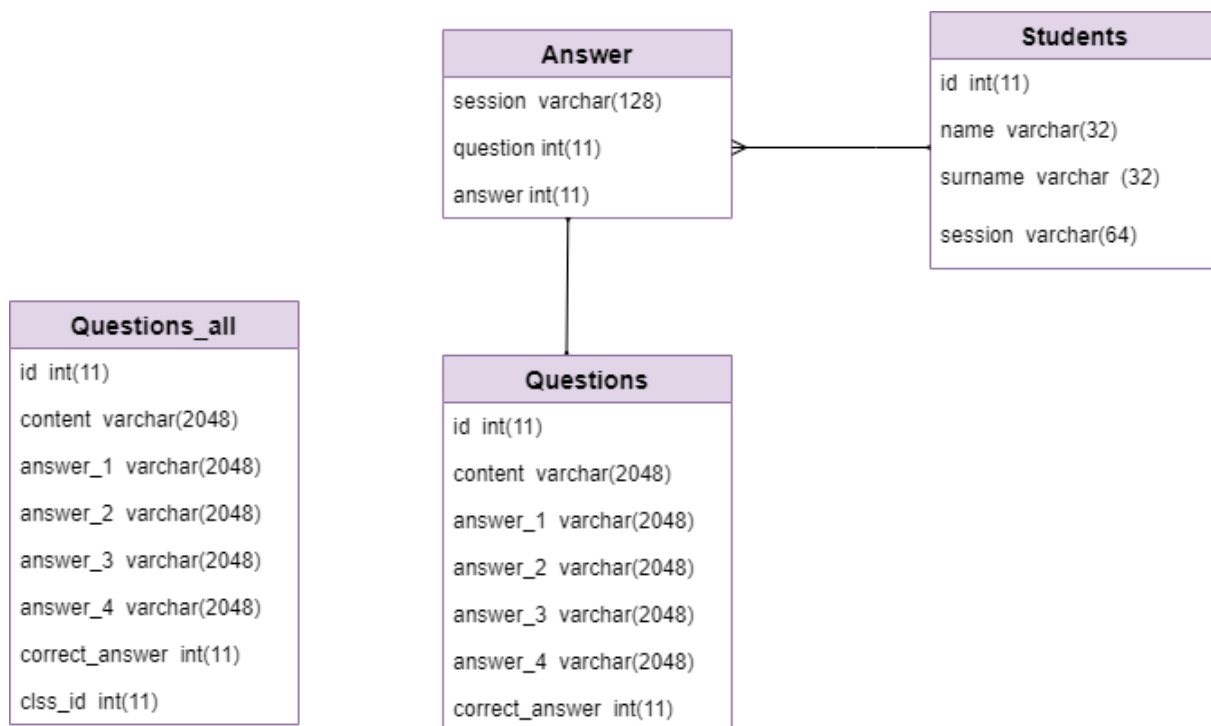 Answer
session varchar(128)
question int(11)
answer int(11)
Students
id int(11)
name varchar(32)
surname varchar (32)
session varchar(64)
Questions_all
id int(11)
content varchar(2048)
answer_1 varchar(2048)
answer_2 varchar(2048)
answer_3 varchar(2048)
answer_4 varchar(2048)
correct_answer int(11)
clss_id int(11)
Questions
id int(11)
content varchar(2048)
answer_1 varchar(2048)
answer_2 varchar(2048)
answer_3 varchar(2048)
answer_4 varchar(2048)
correct_answer int(11)